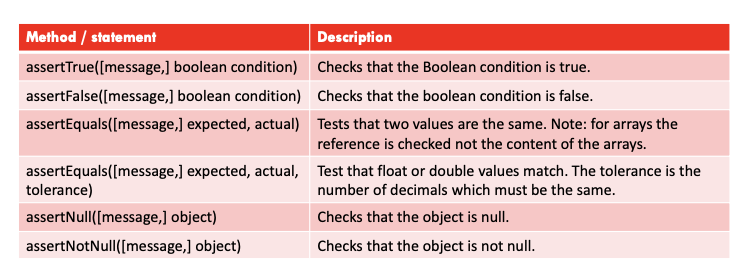 Method / statement Description
assertTrue([message,] boolean condition) Checks that the Boolean condition is true.
assertFalse([message,] boolean condition) Checks that the boolean condition is false.
assertEquals([message,] expected, actual) Tests that two values are the same. Note: for arrays the
reference is checked not the content of the arrays.
assertEquals([message,] expected, actual, Test that float or double values match. The tolerance is the
tolerance) number of decimals which must be the same.
assertNull([message,] object) Checks that the object is null.
assertNotNull([message,] object) Checks that the object is not null.